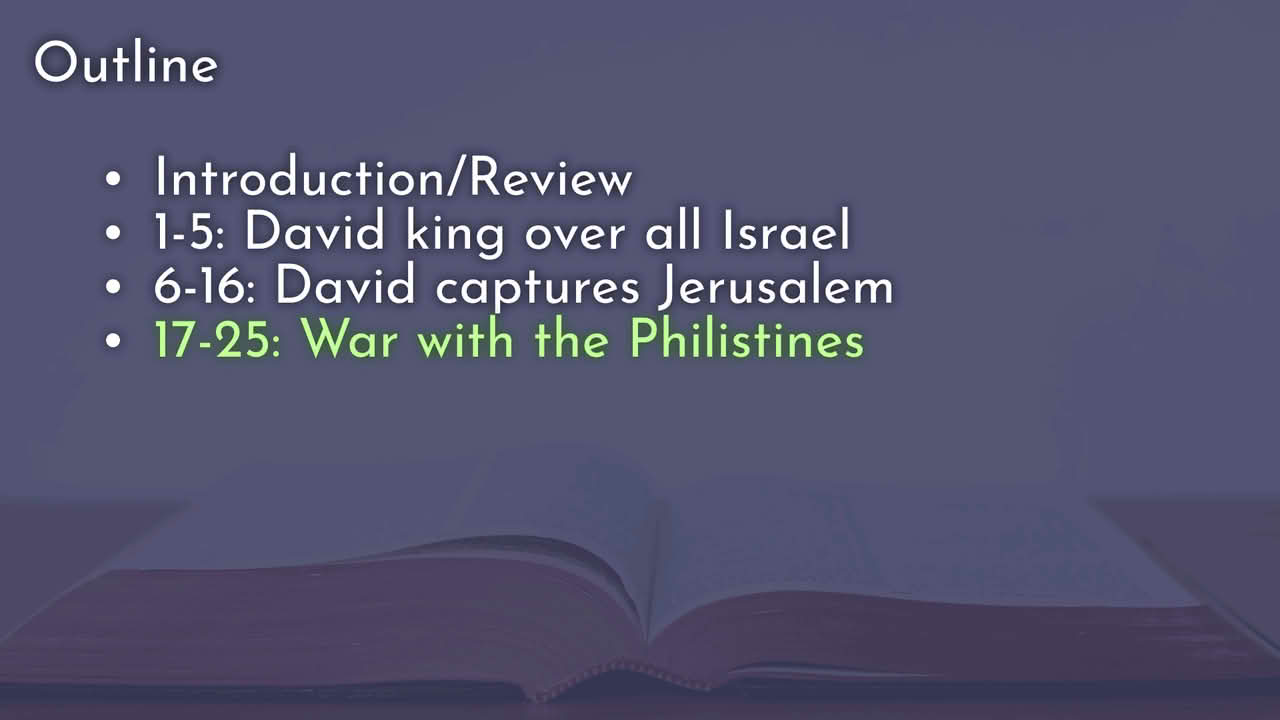 Outline
• Introduction/Review
• 1-5: David king over all Israel
• 6-16: David captures Jerusalem
• 17-25: War with the Philistines